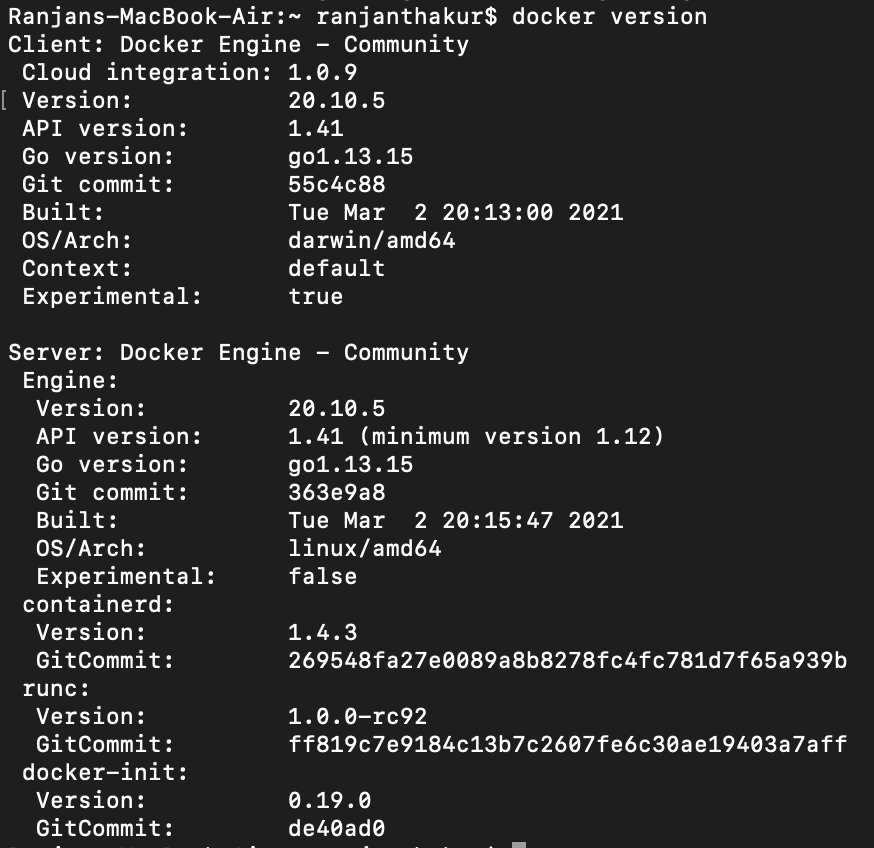 Ranjans-MacBook-Air:~ ranjanthakur$ docker version
Client: Docker Engine - Community
 Cloud integration: 1.0.9
[ Version:           20.10.5
 API version:       1.41
 Go version:        go1.13.15
 Git commit:        55c4c88
 Built:             Tue Mar  2 20:13:00 2021
 OS/Arch:           darwin/amd64
 Context:           default
 Experimental:      true

Server: Docker Engine - Community
 Engine:
  Version:          20.10.5
  API version:      1.41 (minimum version 1.12)
  Go version:       go1.13.15
  Git commit:       363e9a8
  Built:            Tue Mar  2 20:15:47 2021
  OS/Arch:          linux/amd64
  Experimental:     false
 containerd:
  Version:          1.4.3
  GitCommit:        269548fa27e0089a8b8278fc4fc781d7f65a939b
 runc:
  Version:          1.0.0-rc92
  GitCommit:        ff819c7e9184c13b7c2607fe6c30ae19403a7aff
 docker-init:
  Version:          0.19.0
  GitCommit:        de40ad0